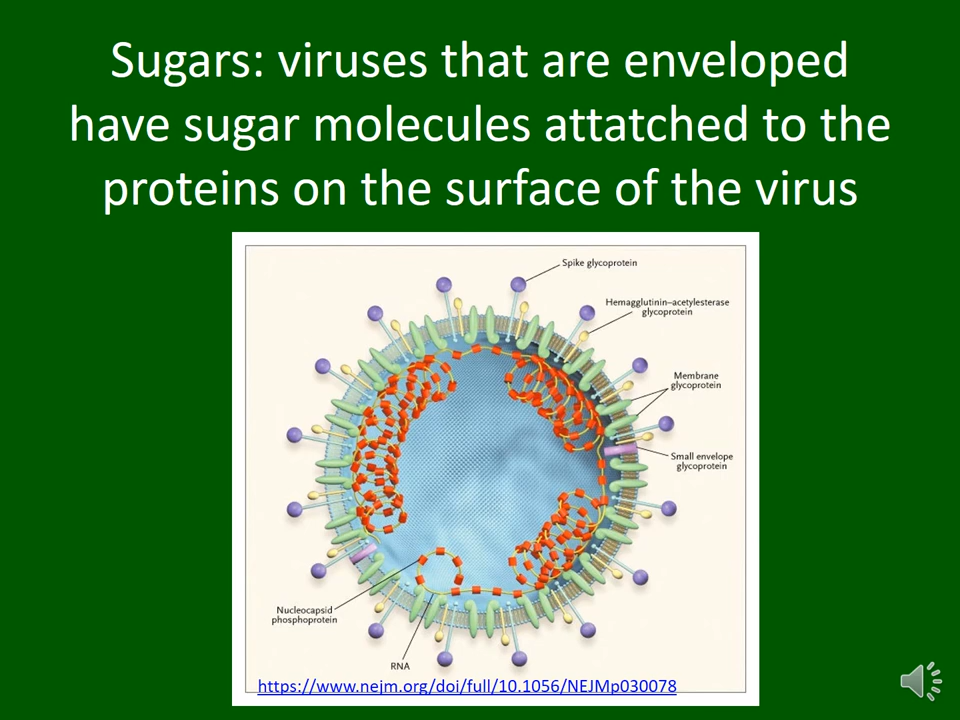 Sugars: viruses that are enveloped
have sugar molecules attatched to the
proteins on the surface of the virus
Spike glycoprotein
Hemagglutinin–acetylesterase
glycoprotein
Membrane
glycoprotein
Small envelope
glycoprotein
Nucleocapsid
phosphoprotein
RNA
https://www.nejm.org/doi/full/10.1056/NEJMp030078